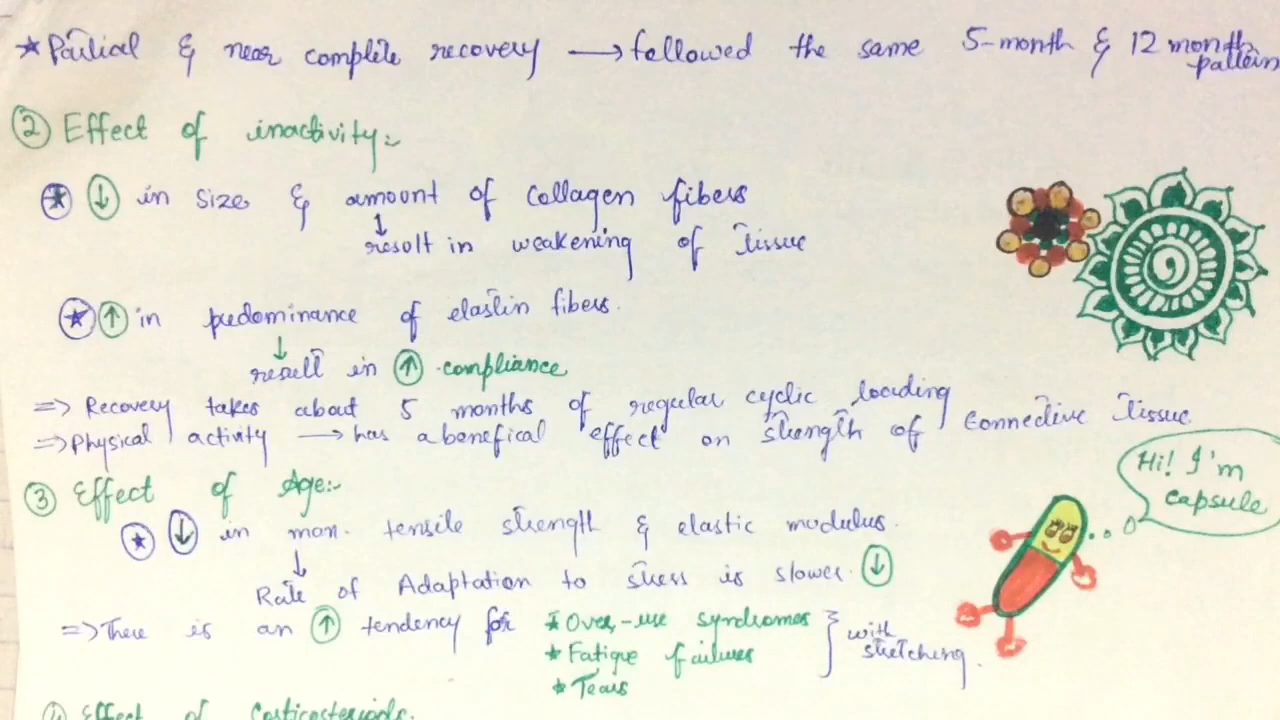 ★ Partial & near complete recovery → followed the same 5-month & 12 month pattern
② Effect of inactivity:-
★ ↓ in size & amount of collagen fibers
↓
result in weakening of Tissue
★ ↑ in predominance of elastin fibers.
↓
result in ↑ compliance
⇒ Recovery takes about 5 months of regular cyclic loading
⇒ Physical activity → has a benefical effect on strength of connective Tissue
③ Effect of Age:-
★ ↓ in max. tensile strength & elastic modulus.
↓
Rate of Adaptation to stress is slower. ↓
⇒ There is an ↑ tendency for ★ Over-use syndromes
★ Fatigue failures
★ Tears
} with stretching.
Hi! I'm
capsule
④ Effect of corticosteriods.